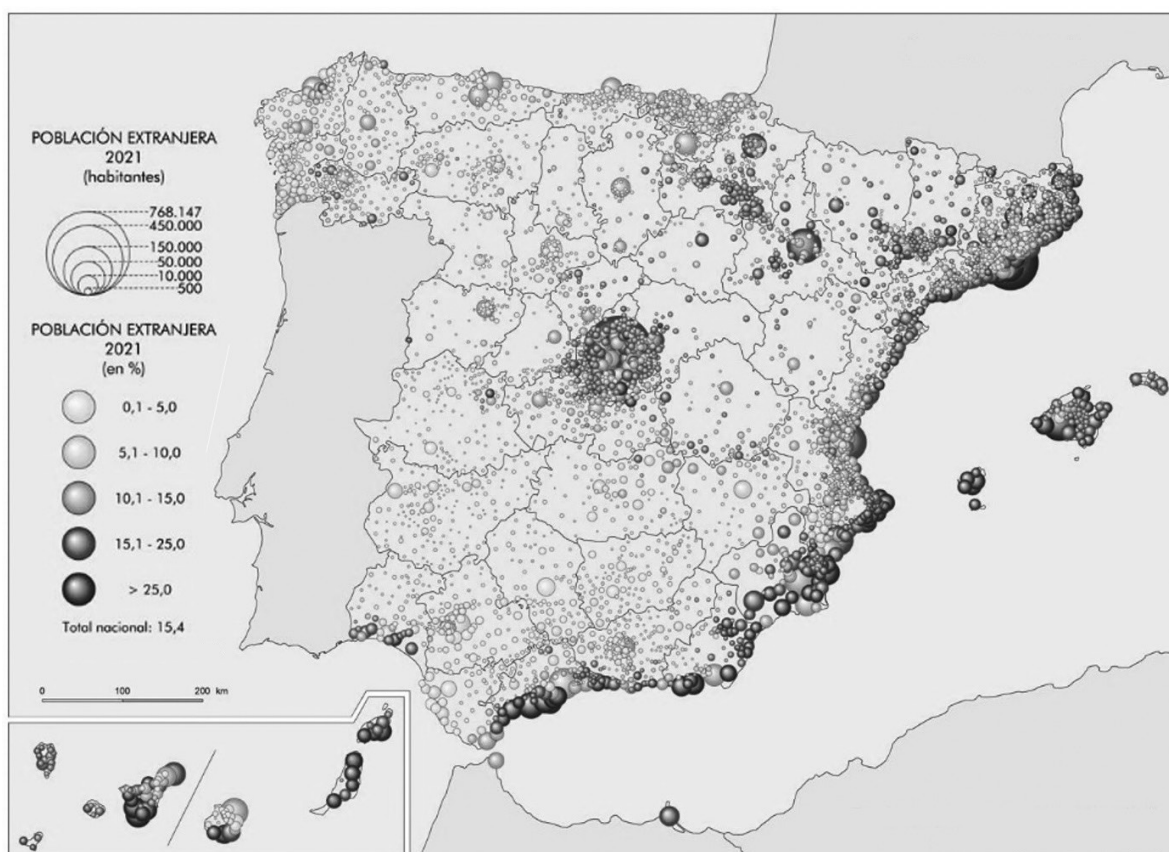 POBLACIÓN EXTRANJERA
2021
(habitantes)
768.147
450.000
150.000
50.000
10.000
500
POBLACIÓN EXTRANJERA
2021
(en %)
0,1 - 5,0
5,1 - 10,0
10,1 - 15,0
15,1 - 25,0
> 25,0
Total nacional: 15,4
0 100 200 km